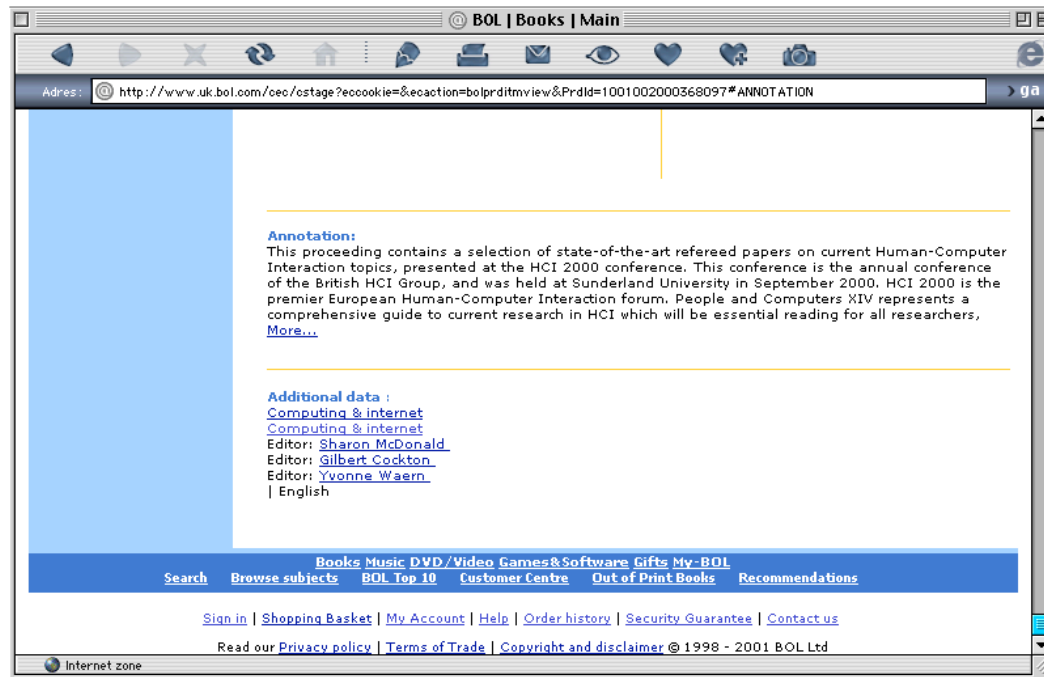 BOL | Books | Main
Adres: http://www.uk.bol.com/cec/cstage?eccookie=&ecaction=bolprditmview&PrdId=1001002000368097#ANNOTATION > ga
Annotation:
This proceeding contains a selection of state-of-the-art refereed papers on current Human-Computer
Interaction topics, presented at the HCI 2000 conference. This conference is the annual conference
of the British HCI Group, and was held at Sunderland University in September 2000. HCI 2000 is the
premier European Human-Computer Interaction forum. People and Computers XIV represents a
comprehensive guide to current research in HCI which will be essential reading for all researchers,
More...
Additional data :
Computing & internet
Computing & internet
Editor: Sharon McDonald
Editor: Gilbert Cockton
Editor: Yvonne Waern
| English
Books Music DVD/Video Games&Software Gifts My-BOL
Search Browse subjects BOL Top 10 Customer Centre Out of Print Books Recommendations
Sign in | Shopping Basket | My Account | Help | Order history | Security Guarantee | Contact us
Read our Privacy policy | Terms of Trade | Copyright and disclaimer @ 1998 - 2001 BOL Ltd
Internet zone